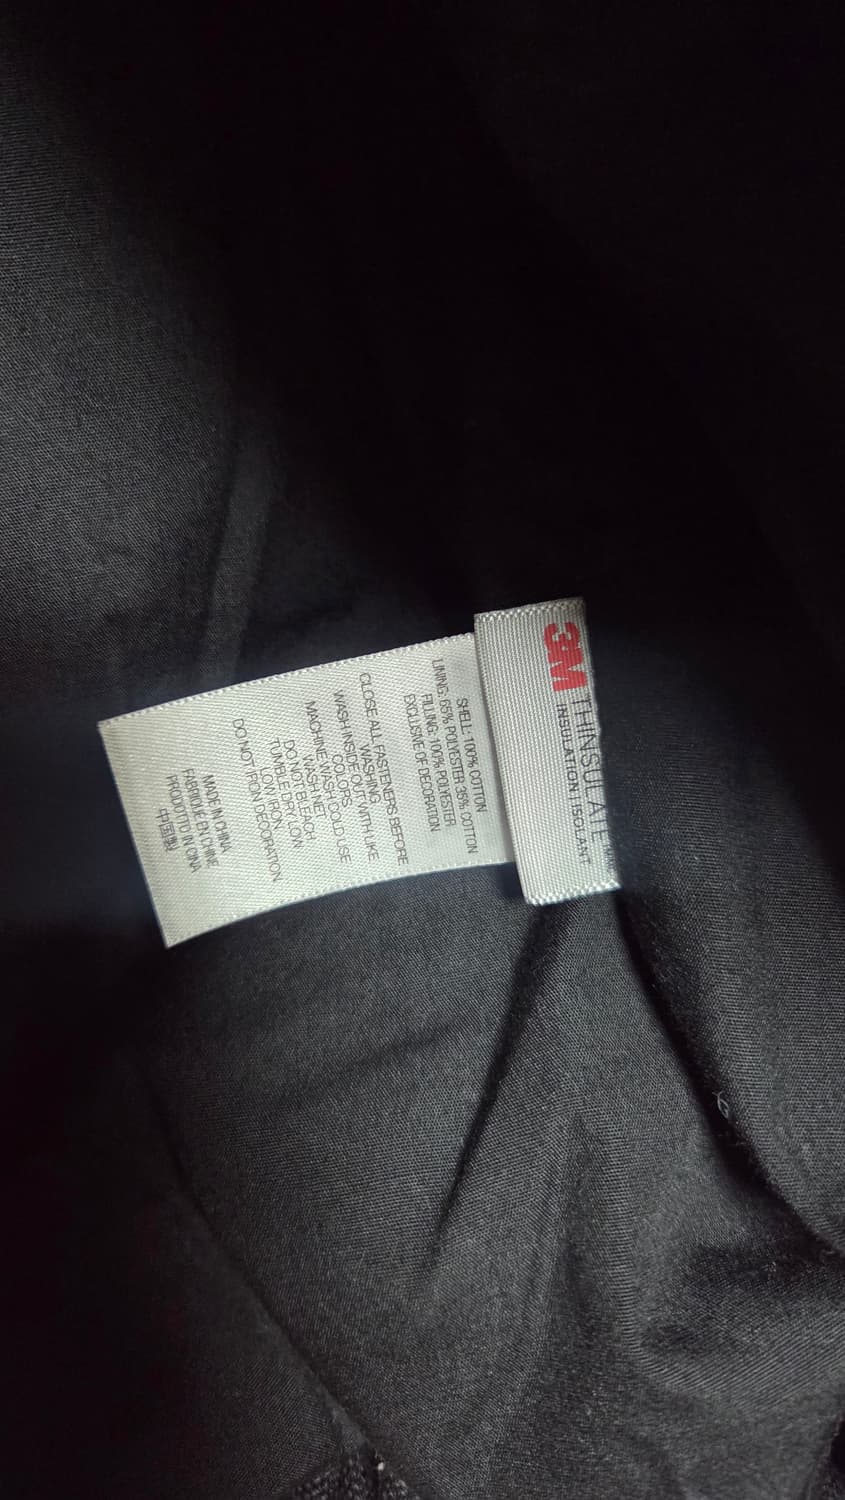 3M THINSULATE
INSULATION | ISOLANT
SHELL: 100% COTTON
LINING: 65% POLYESTER 35% COTTON
FILLING: 100% POLYESTER
EXCLUSIVE OF DECORATION
CLOSE ALL FASTENERS BEFORE
WASHING
WASH INSIDE OUT WITH LIKE
COLORS
MACHINE WASH COLD USE
WASH NET
DO NOT BLEACH
TUMBLE DRY LOW
LOW IRON
DO NOT IRON DECORATION
MADE IN CHINA
FABRIQUE EN CHINE
PRODOTTO IN CINA
中国制